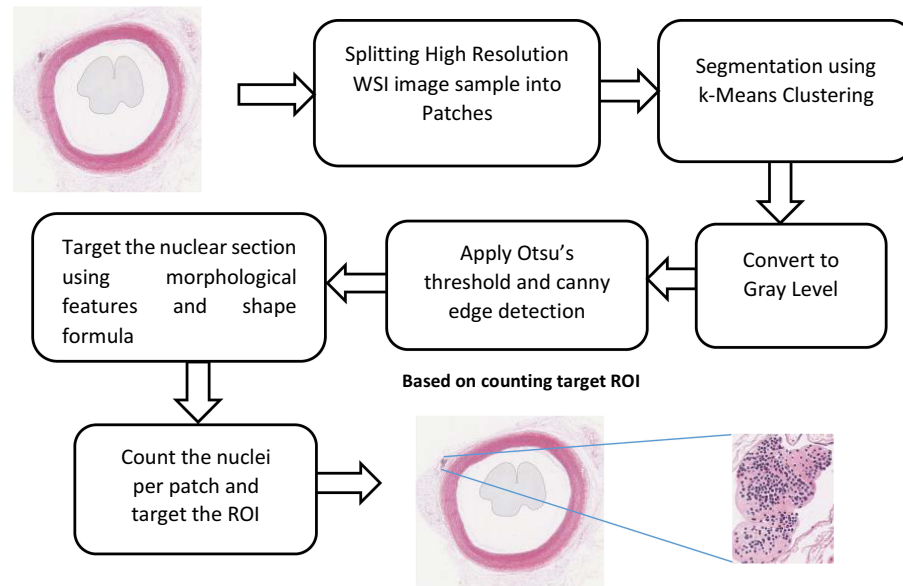 Splitting High Resolution
WSI image sample into
Patches
Segmentation using
k-Means Clustering
Convert to
Gray Level
Apply Otsu's
threshold and canny
edge detection
Target the nuclear section
using morphological
features and shape
formula
Based on counting target ROI
Count the nuclei
per patch and
target the ROI